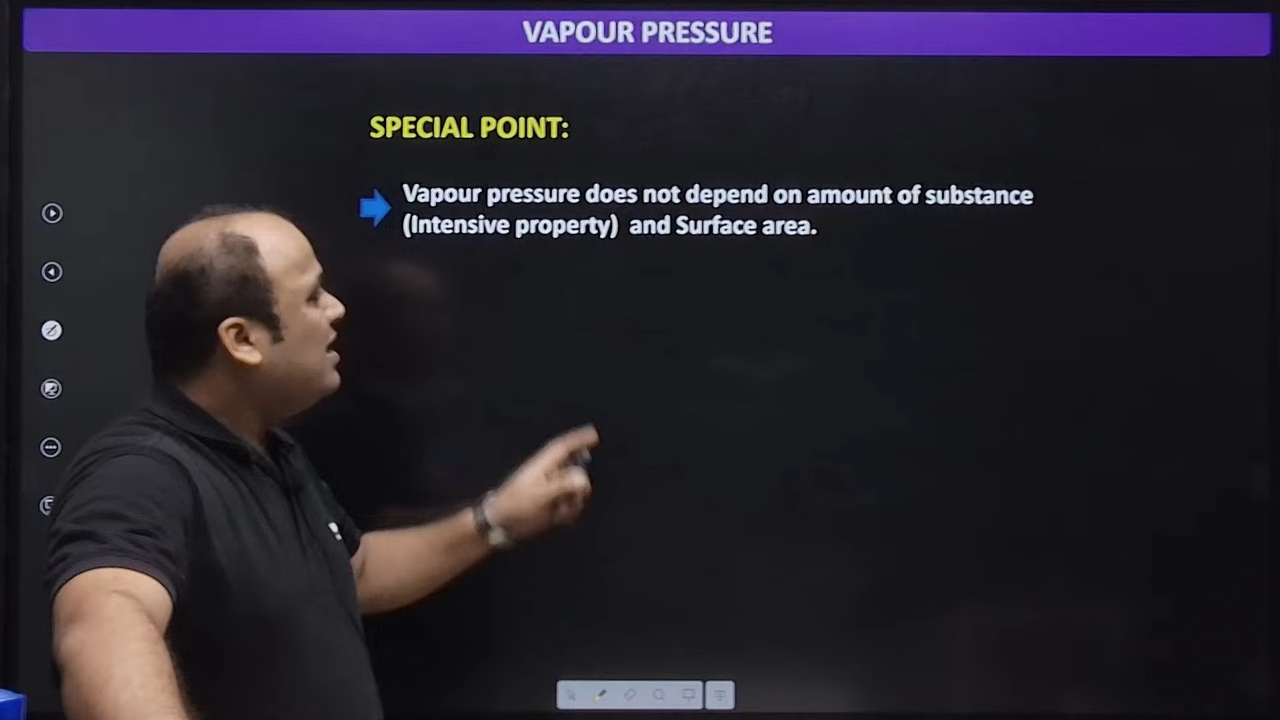 VAPOUR PRESSURE
SPECIAL POINT:
Vapour pressure does not depend on amount of substance
(Intensive property) and Surface area.